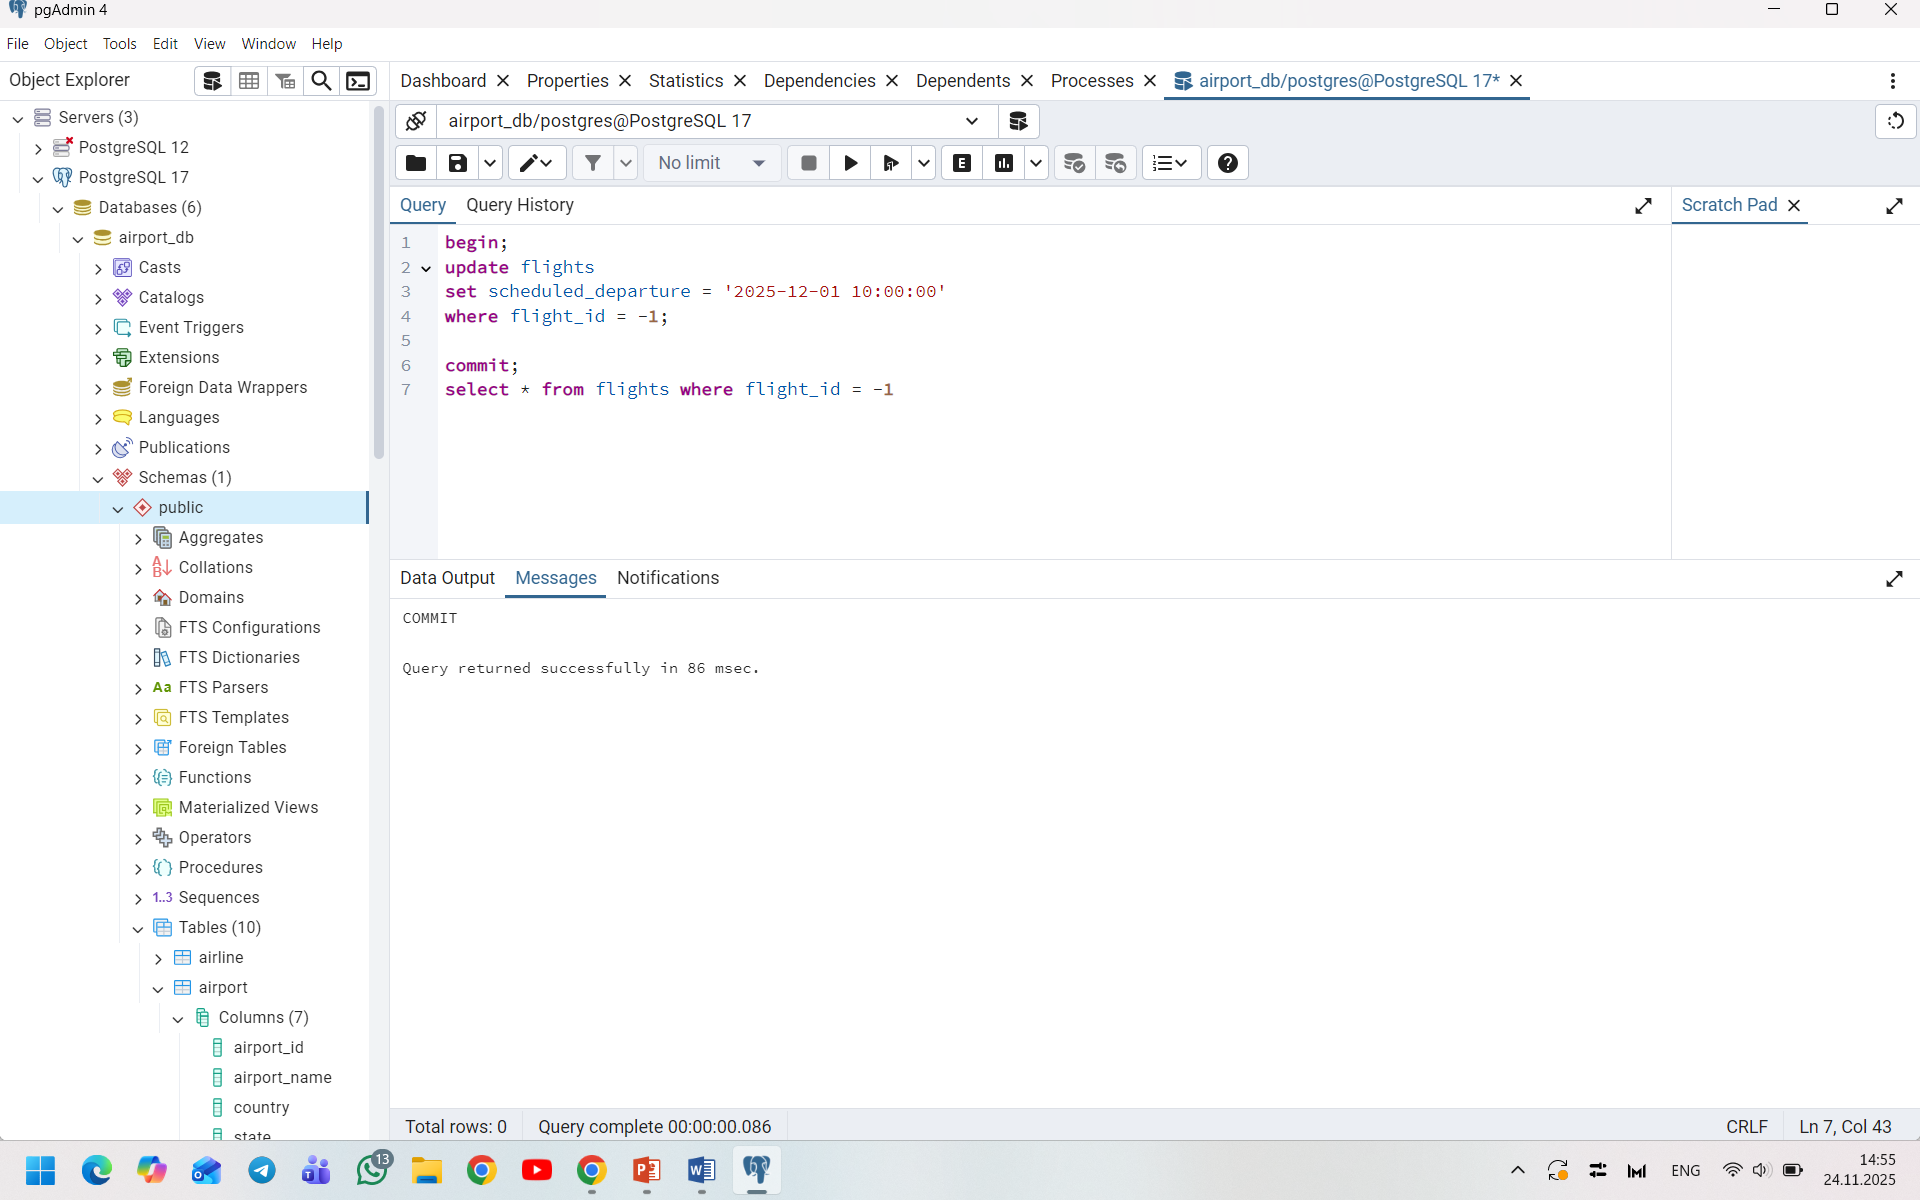 pgAdmin 4
File Object Tools Edit View Window Help
Object Explorer
Dashboard Properties Statistics Dependencies Dependents Processes airport_db/postgres@PostgreSQL 17*
Servers (3)
PostgreSQL 12
PostgreSQL 17
Databases (6)
airport_db
Casts
Catalogs
Event Triggers
Extensions
Foreign Data Wrappers
Languages
Publications
Schemas (1)
public
Aggregates
Collations
Domains
FTS Configurations
FTS Dictionaries
Aa FTS Parsers
FTS Templates
Foreign Tables
Functions
Materialized Views
Operators
Procedures
1..3 Sequences
Tables (10)
airline
airport
Columns (7)
airport_id
airport_name
country
state
airport_db/postgres@PostgreSQL 17
No limit
E
Query Query History
Scratch Pad
1 begin;
2 update flights
3 set scheduled_departure = '2025-12-01 10:00:00'
4 where flight_id = -1;
5
6 commit;
7 select * from flights where flight_id = -1
Data Output Messages Notifications
COMMIT
Query returned successfully in 86 msec.
Total rows: 0 Query complete 00:00:00.086 CRLF Ln 7, Col 43
13
ENG
14:55
24.11.2025